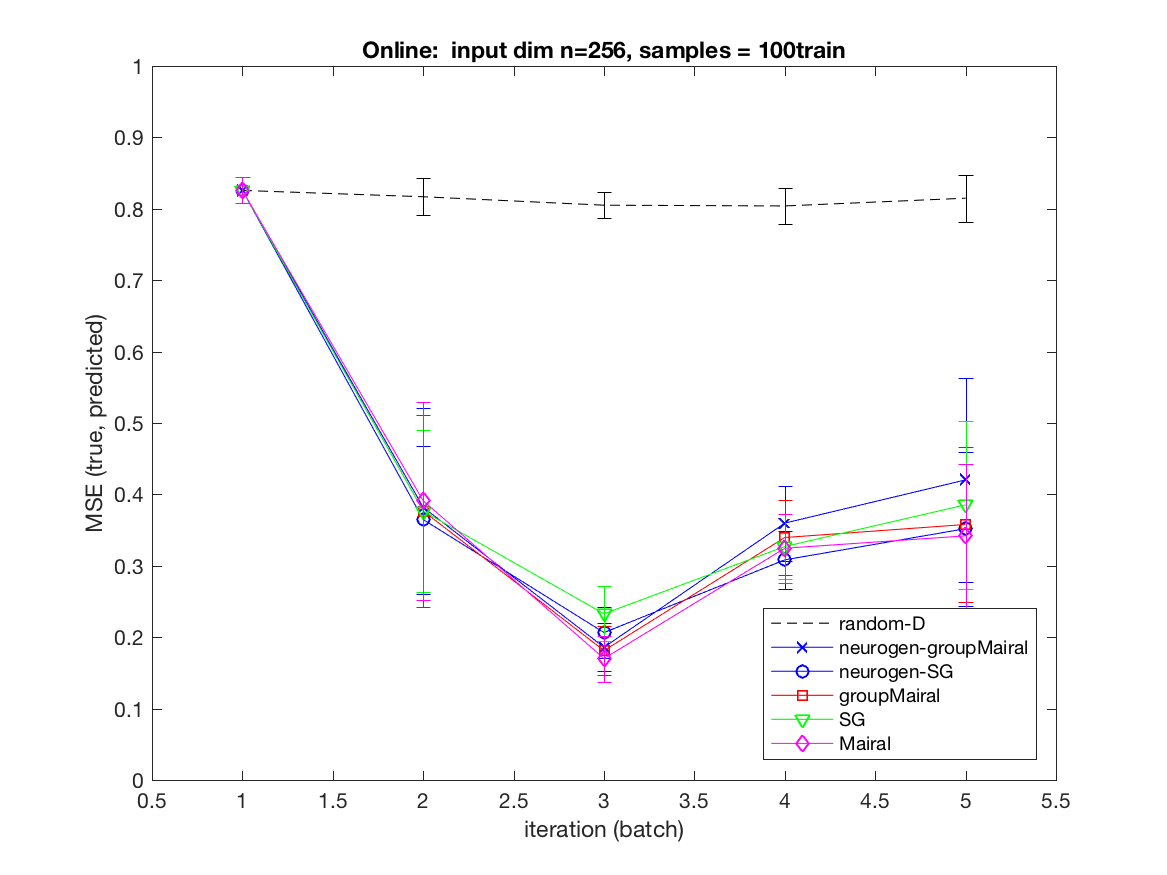 Online:  input dim n=256, samples = 100train
1
0.9
0.8
0.7
0.6
0.5
0.4
0.3
0.2
0.1
0
MSE (true, predicted)
0.5 1 1.5 2 2.5 3 3.5 4 4.5 5 5.5
iteration (batch)
random-D
neurogen-groupMairal
neurogen-SG
groupMairal
SG
Mairal